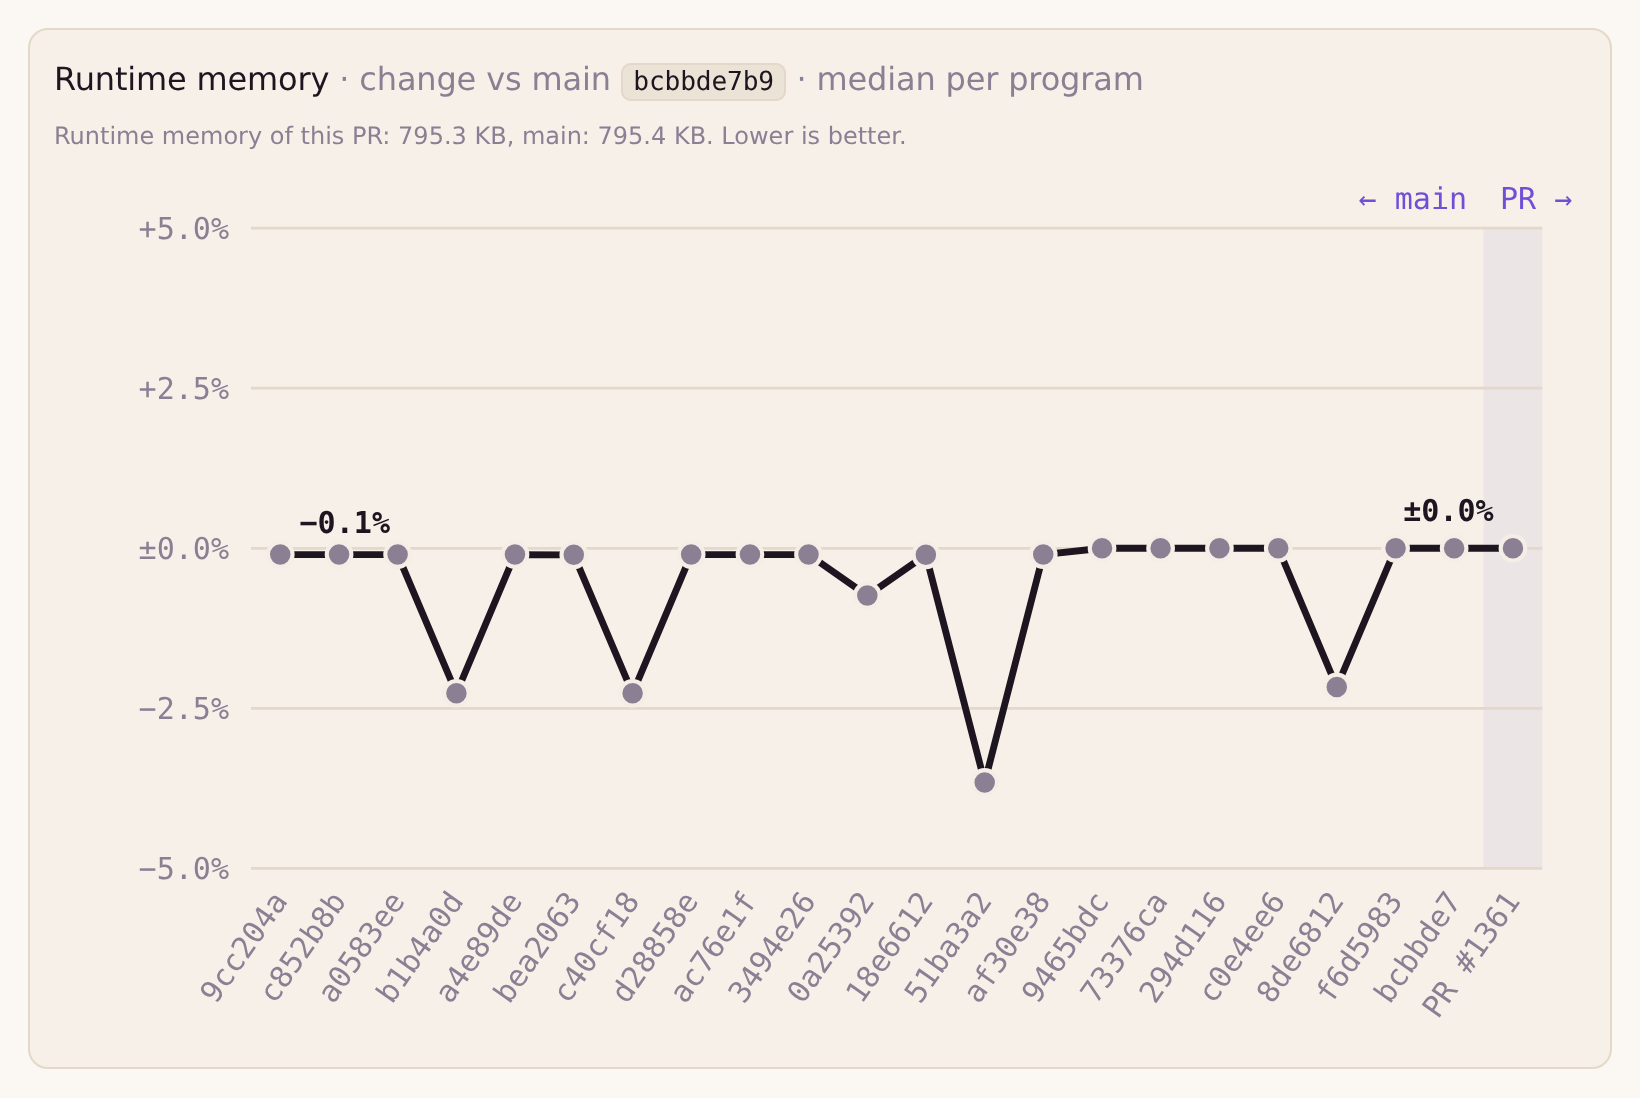 Runtime memory · change vs main bcbbde7b9 · median per program
Runtime memory of this PR: 795.3 KB, main: 795.4 KB. Lower is better.
← main PR →
+5.0%
+2.5%
±0.0%
−2.5%
−5.0%
−0.1%
±0.0%
9cc204a
c852b8b
a0583ee
b1b4a0d
a4e89de
bea2063
c40cf18
d28858e
ac76e1f
3494e26
0a25392
18e6612
51ba3a2
af30e38
9465bdc
73376ca
294d116
c0e4ee6
8de6812
f6d5983
bcbbde7
PR #1361